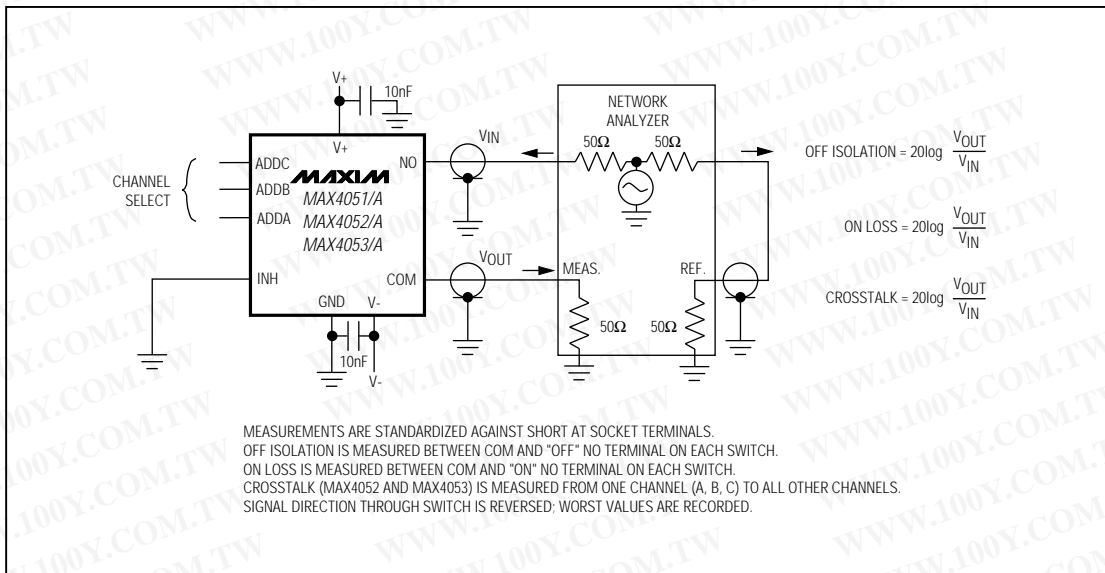 V+
10nF
V+
ADDC
ADDB
ADDA
CHANNEL
SELECT
MAXIM
MAX4051/A
MAX4052/A
MAX4053/A
NO
COM
INH
GND
V-
10nF
V-
VIN
VOUT
NETWORK
ANALYZER
50Ω
50Ω
MEAS.
REF.
50Ω
50Ω
OFF ISOLATION = 20log VOUT
VIN
ON LOSS = 20log VOUT
VIN
CROSSTALK = 20log VOUT
VIN
MEASUREMENTS ARE STANDARDIZED AGAINST SHORT AT SOCKET TERMINALS.
OFF ISOLATION IS MEASURED BETWEEN COM AND "OFF" NO TERMINAL ON EACH SWITCH.
ON LOSS IS MEASURED BETWEEN COM AND "ON" NO TERMINAL ON EACH SWITCH.
CROSSTALK (MAX4052 AND MAX4053) IS MEASURED FROM ONE CHANNEL (A, B, C) TO ALL OTHER CHANNELS.
SIGNAL DIRECTION THROUGH SWITCH IS REVERSED; WORST VALUES ARE RECORDED.
WWW.100Y.COM.TW